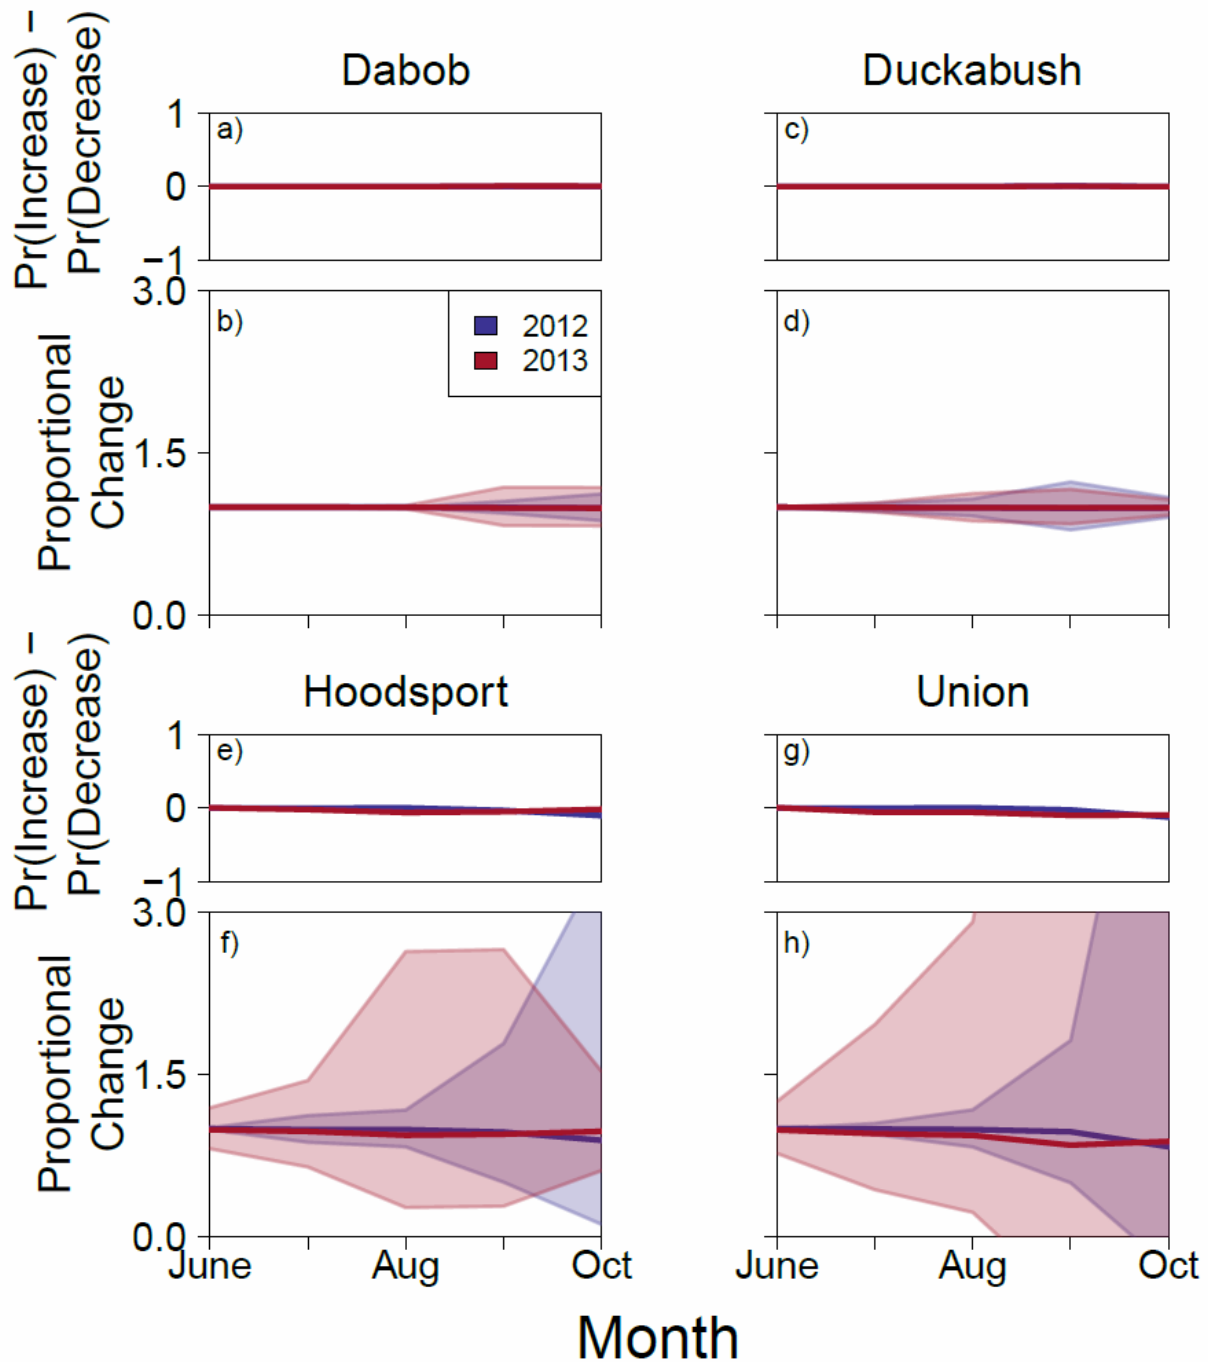 Pr(Increase) −
Pr(Decrease)
Dabob
Duckabush
1
0
−1
a)
c)
Proportional
Change
3.0
1.5
0.0
b)
2012
2013
d)
Pr(Increase) −
Pr(Decrease)
Hoodsport
Union
1
0
−1
e)
g)
Proportional
Change
3.0
1.5
0.0
f)
h)
June Aug Oct
June Aug Oct
Month